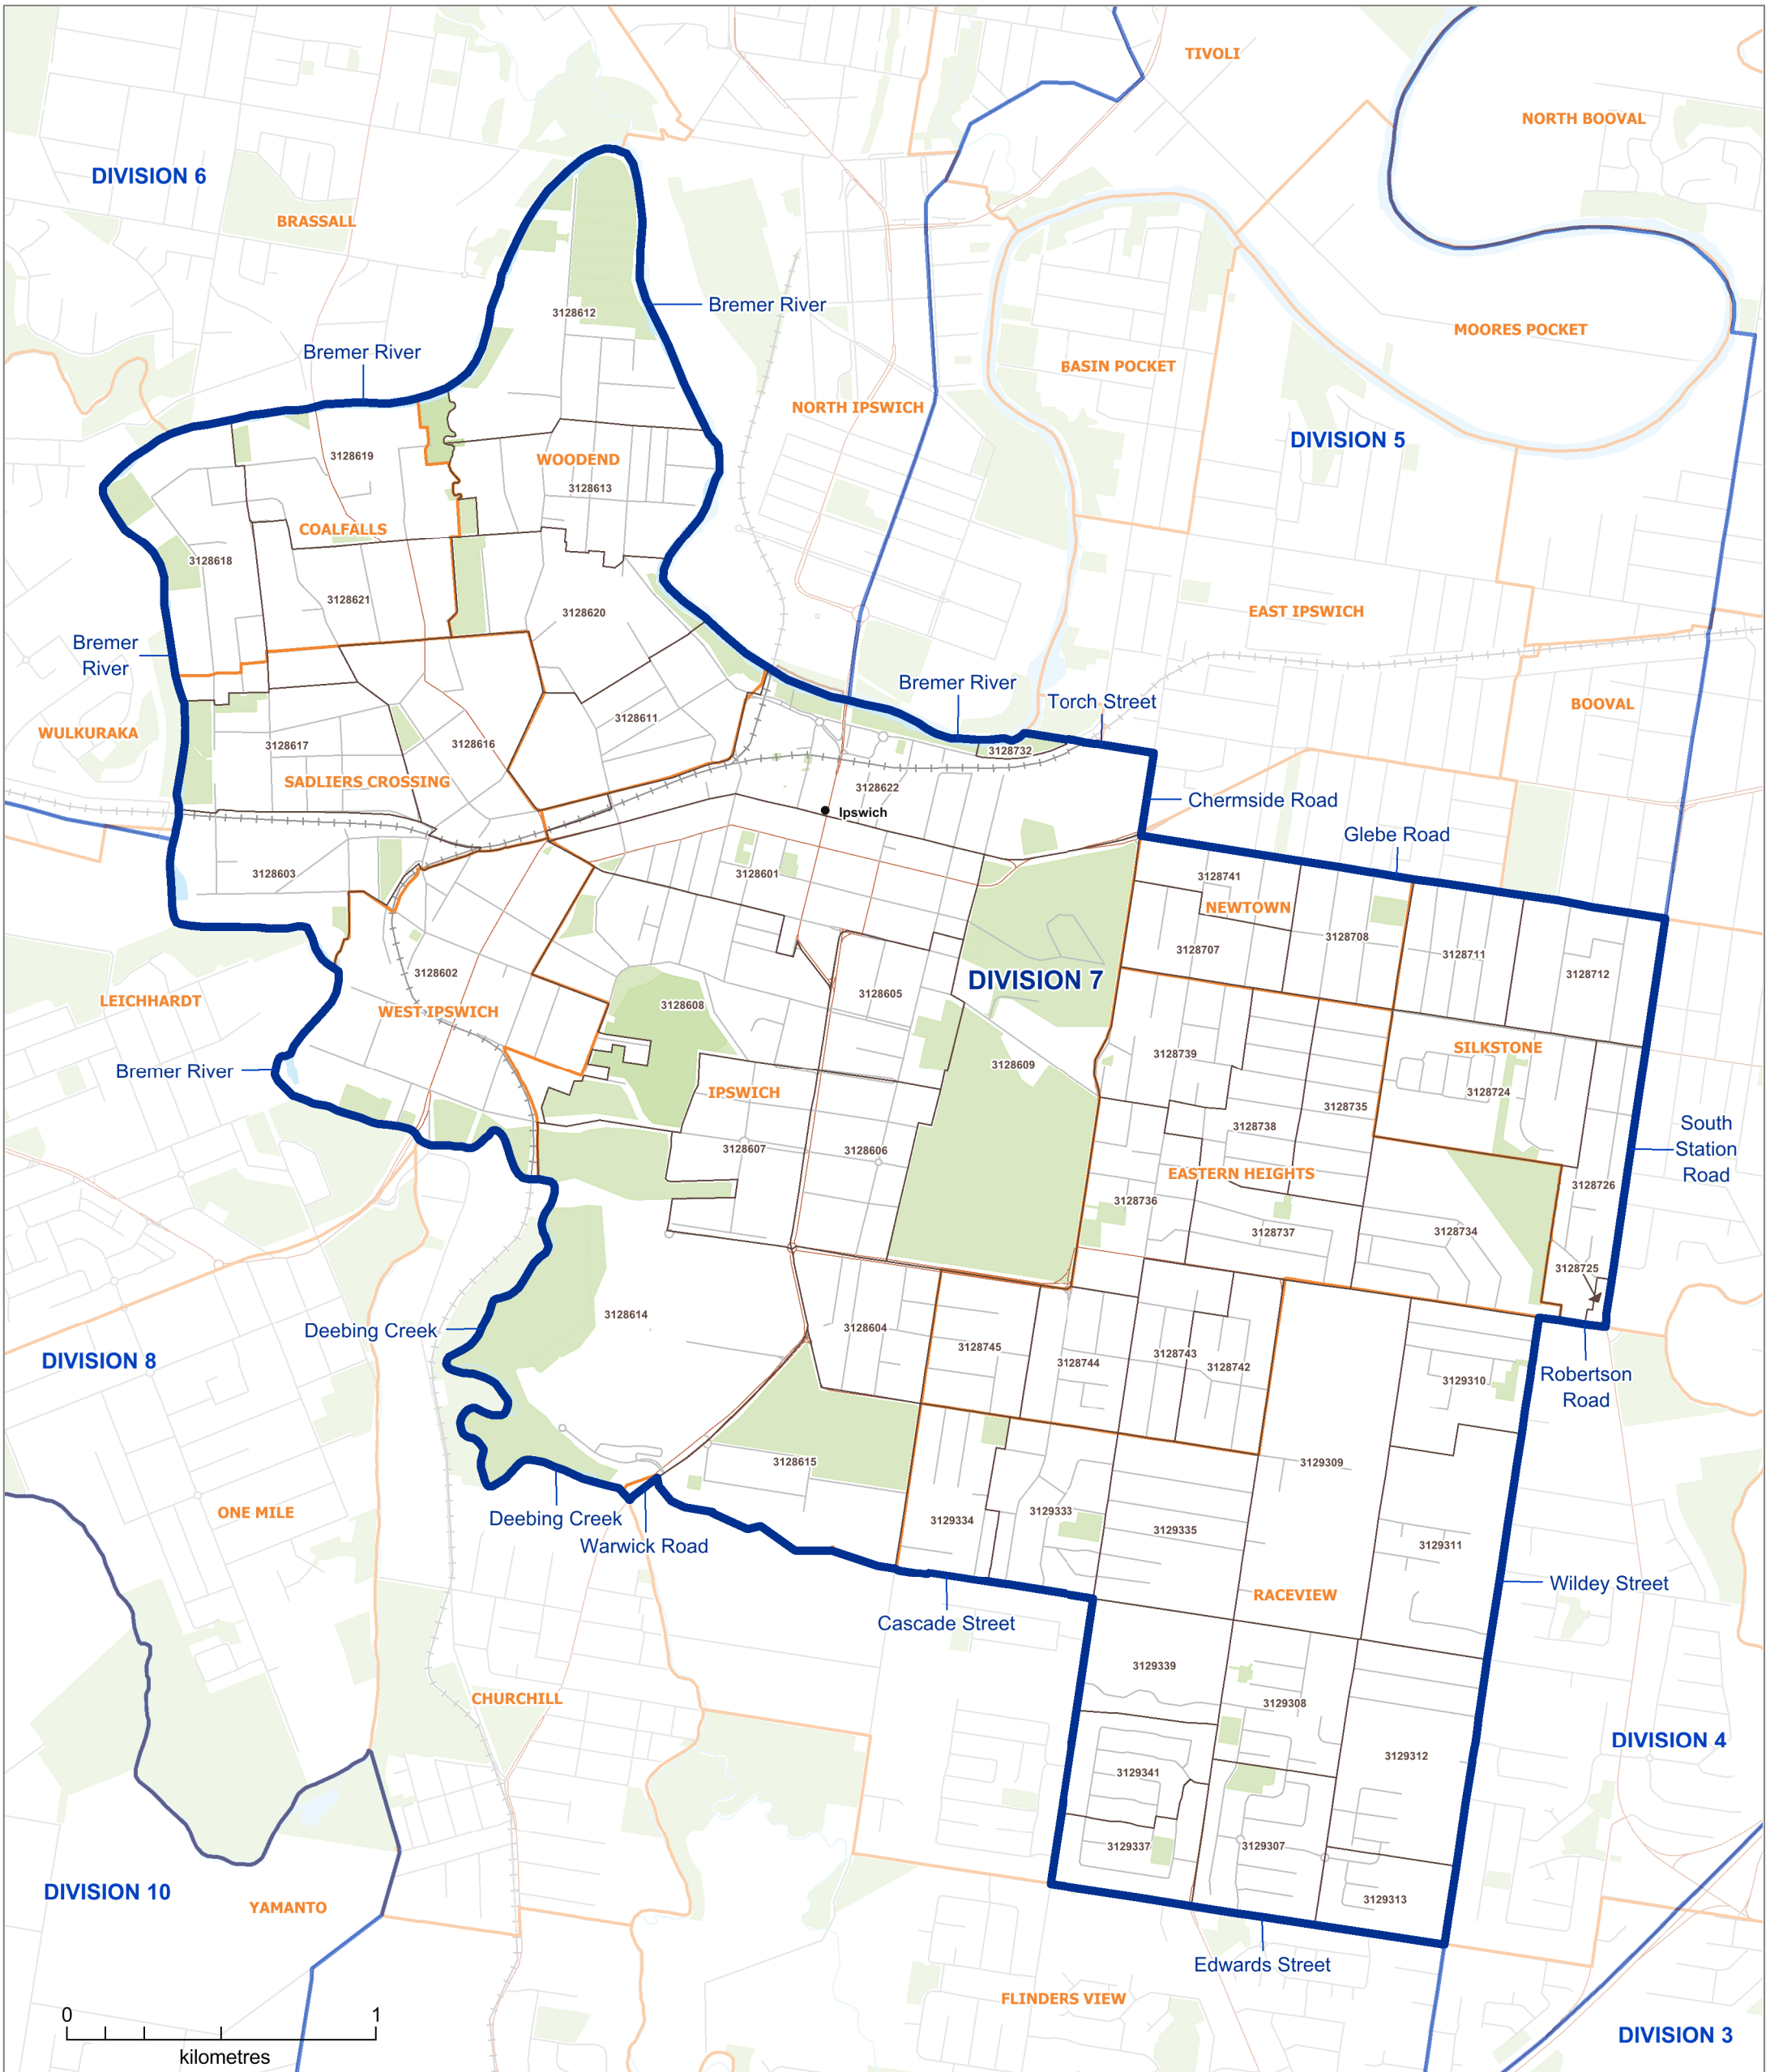 TIVOLI
NORTH BOOVAL
DIVISION 6
BRASSALL
Bremer River
3128612
MOORES POCKET
Bremer River
BASIN POCKET
NORTH IPSWICH
DIVISION 5
3128619
WOODEND
3128613
COALFALLS
3128618
3128621
3128620
EAST IPSWICH
Bremer
River
Bremer River
Torch Street
BOOVAL
WULKURAKA
3128617
3128616
3128611
3128732
SADLIERS CROSSING
3128622
Ipswich
Chermside Road
Glebe Road
3128603
3128601
3128741
NEWTOWN
3128707
3128708
3128711
3128712
3128602
DIVISION 7
LEICHHARDT
WEST IPSWICH
3128608
3128605
SILKSTONE
Bremer River
3128609
3128739
IPSWICH
3128724
3128735
3128738
South
Station
Road
3128607
3128606
EASTERN HEIGHTS
3128726
3128736
3128737
3128734
3128725
3128614
Deebing Creek
3128604
3128745
3128744
3128743
3128742
DIVISION 8
3129310
Robertson
Road
3128615
3129309
ONE MILE
Deebing Creek
Warwick Road
3129334
3129333
3129335
3129311
RACEVIEW
Wildey Street
Cascade Street
3129339
CHURCHILL
3129308
DIVISION 4
3129312
3129341
3129337
3129307
DIVISION 10
YAMANTO
3129313
Edwards Street
FLINDERS VIEW
0 1
kilometres
DIVISION 3